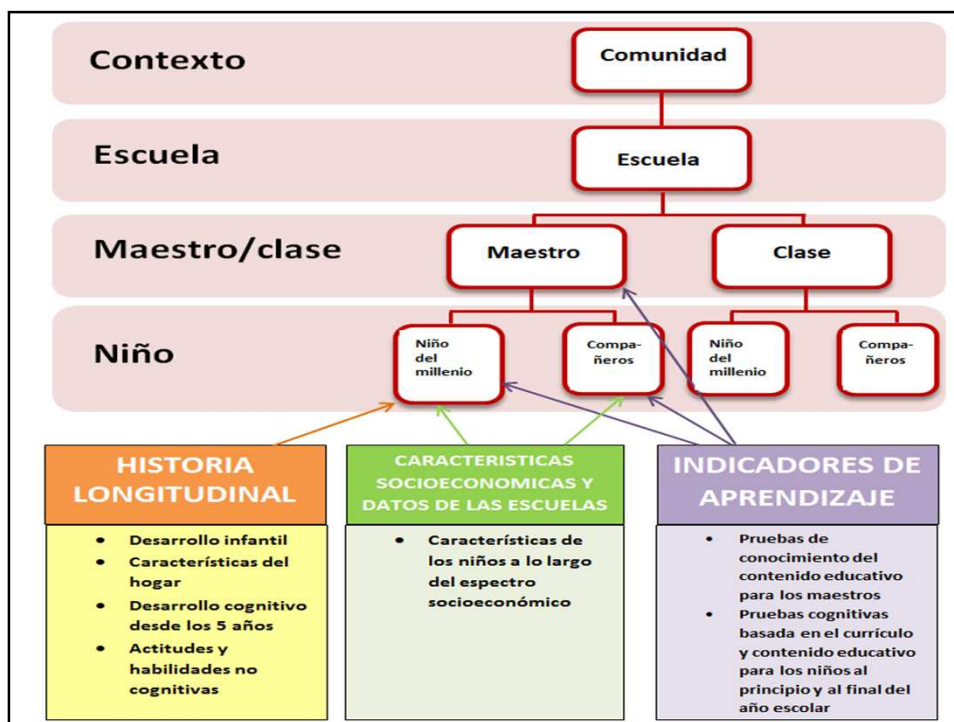 Contexto
Comunidad
Escuela
Escuela
Maestro/clase
Maestro
Clase
Niño
Niño
del
millenio
Compa-
ñeros
Niño
del
millenio
Compa-
ñeros
HISTORIA
LONGITUDINAL
• Desarrollo infantil
• Características del
hogar
• Desarrollo cognitivo
desde los 5 años
• Actitudes y
habilidades no
cognitivas
CARACTERISTICAS
SOCIOECONOMICAS Y
DATOS DE LAS ESCUELAS
• Características de
los niños a lo largo
del espectro
socioeconómico
INDICADORES DE
APRENDIZAJE
• Pruebas de
conocimiento del
contenido educativo
para los maestros
• Pruebas cognitivas
basada en el currículo
y contenido educativo
para los niños al
principio y al final del
año escolar